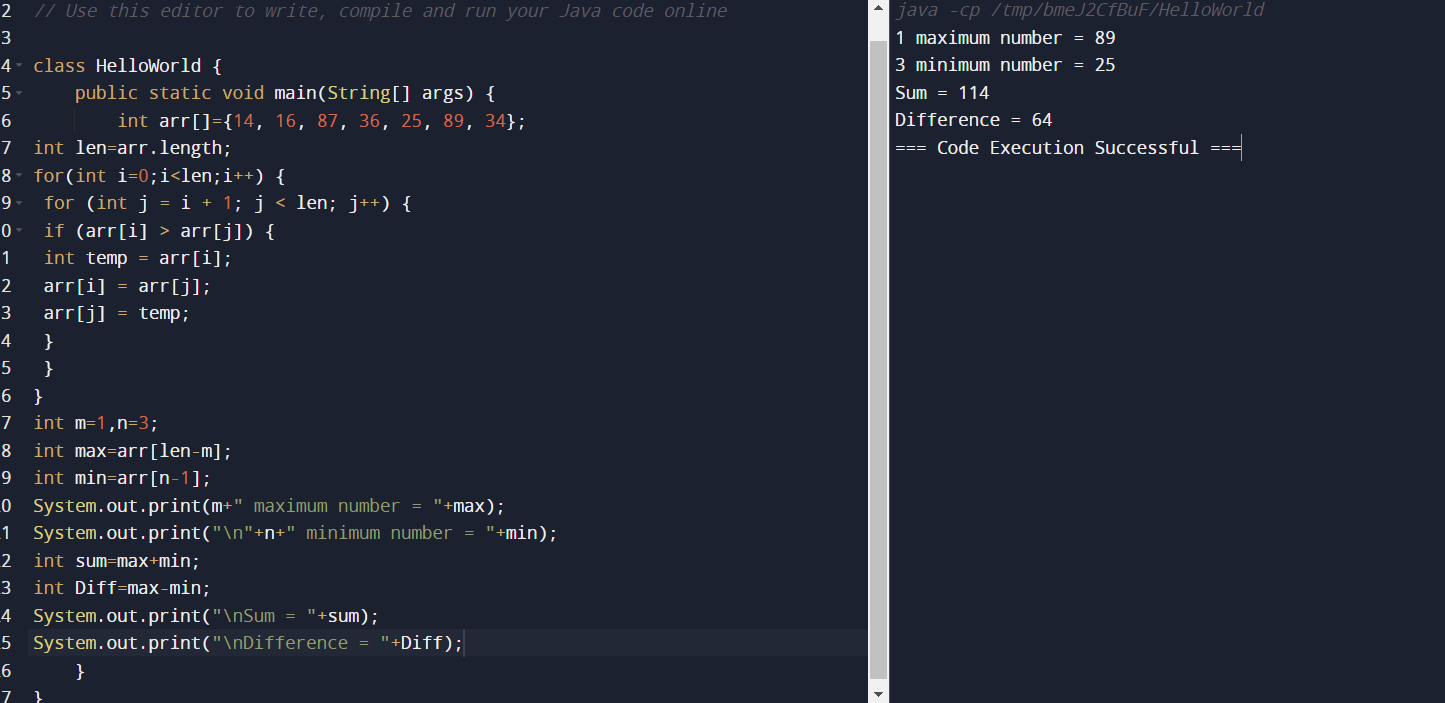 2 // Use this editor to write, compile and run your Java code online
3
4 class HelloWorld {
5 public static void main(String[] args) {
6 int arr[]={14, 16, 87, 36, 25, 89, 34};
7 int len=arr.length;
8 for(int i=0;i<len;i++) {
9 for (int j = i + 1; j < len; j++) {
0 if (arr[i] > arr[j]) {
1 int temp = arr[i];
2 arr[i] = arr[j];
3 arr[j] = temp;
4 }
5 }
6 }
7 int m=1,n=3;
8 int max=arr[len-m];
9 int min=arr[n-1];
0 System.out.print(m+" maximum number = "+max);
1 System.out.print("\n"+n+" minimum number = "+min);
2 int sum=max+min;
3 int Diff=max-min;
4 System.out.print("\nSum = "+sum);
5 System.out.print("\nDifference = "+Diff);
6 }
7 }
java -cp /tmp/bmeJ2CfBuF/HelloWorld
1 maximum number = 89
3 minimum number = 25
Sum = 114
Difference = 64
=== Code Execution Successful ===